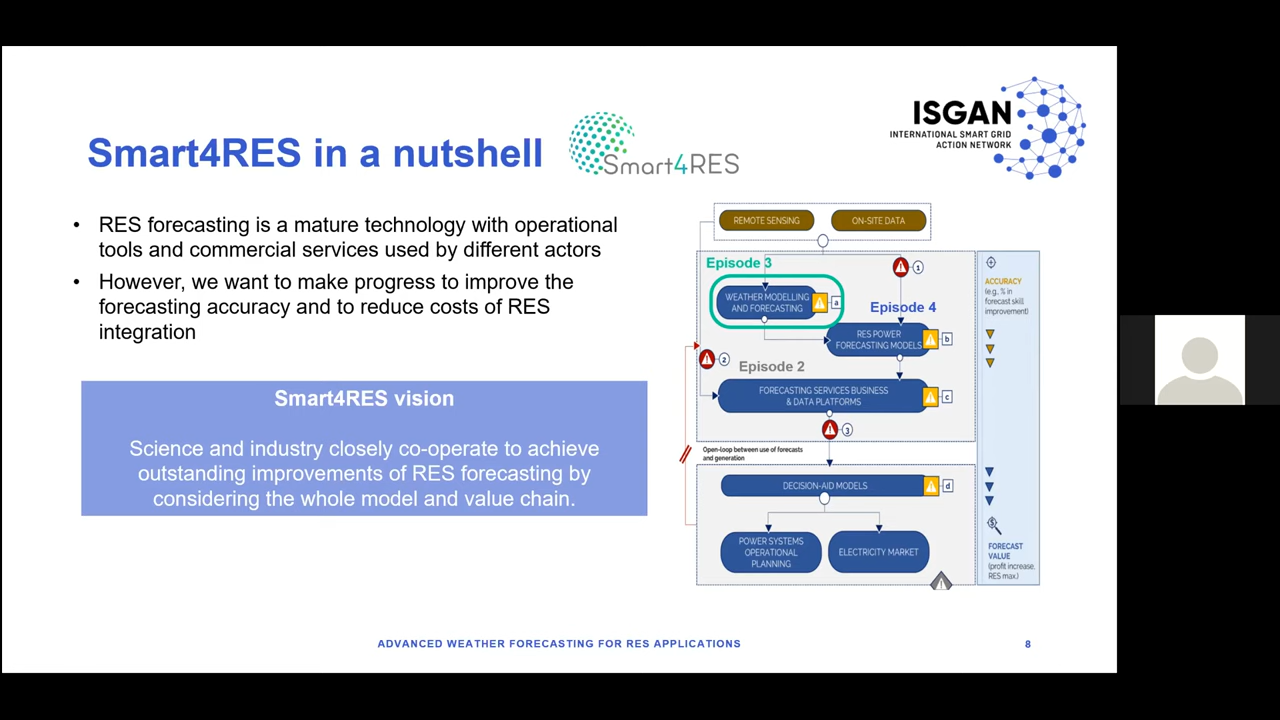 ISGAN
INTERNATIONAL SMART GRID
ACTION NETWORK
Smart4RES in a nutshell
Smart4RES
• RES forecasting is a mature technology with operational
tools and commercial services used by different actors
• However, we want to make progress to improve the
forecasting accuracy and to reduce costs of RES
integration
Smart4RES vision
Science and industry closely co-operate to achieve
outstanding improvements of RES forecasting by
considering the whole model and value chain.
REMOTE SENSING
ON-SITE DATA
Episode 3
1
WEATHER MODELLING
AND FORECASTING
a
Episode 4
RES POWER
FORECASTING MODELS
b
2
Episode 2
FORECASTING SERVICES BUSINESS
& DATA PLATFORMS
c
3
Open-loop between use of forecasts
and generation
DECISION-AID MODELS
d
POWER SYSTEMS
OPERATIONAL
PLANNING
ELECTRICITY MARKET
ACCURACY
(e.g., % in
forecast skill
improvement)
FORECAST
VALUE
(profit increase,
RES max.)
ADVANCED WEATHER FORECASTING FOR RES APPLICATIONS
8